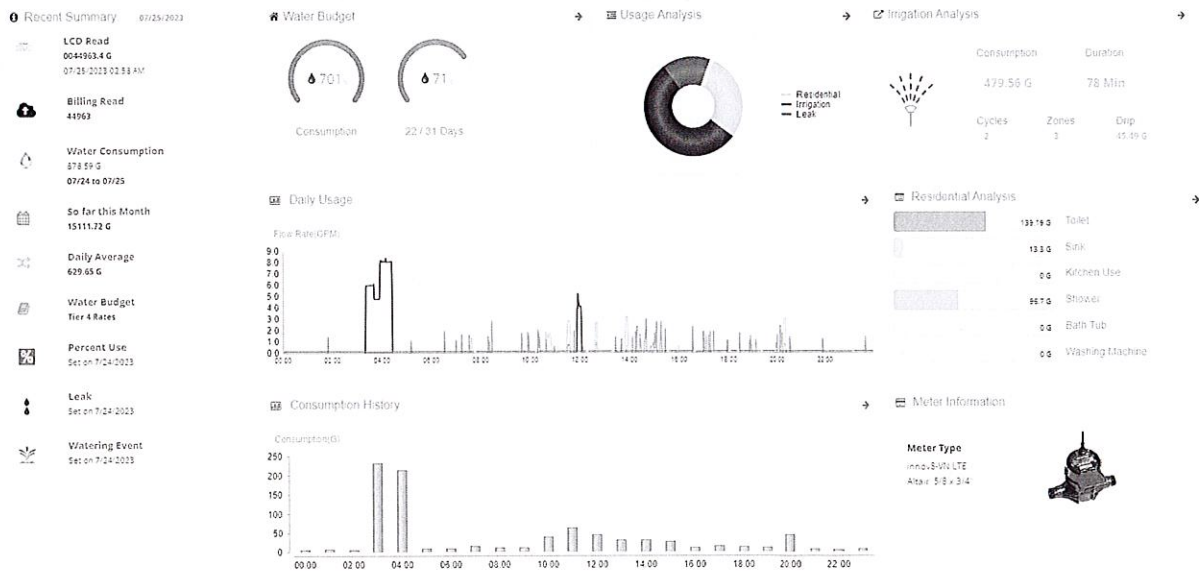 Recent Summary 07/25/2023
LCD Read
0044963.4 G
07/25/2023 02:58 AM
Billing Read
44963
Water Consumption
878.59 G
07/24 to 07/25
So far this Month
15111.72 G
Daily Average
629.65 G
Water Budget
Tier 4 Rates
Percent Use
Set on 7/24/2023
Leak
Set on 7/24/2023
Watering Event
Set on 7/24/2023
Water Budget
701
71
Consumption
22 / 31 Days
Usage Analysis
Residential
Irrigation
Leak
Irrigation Analysis
Consumption Duration
479.56 G 78 Min
Cycles Zones Drip
2 3 45.49 G
Daily Usage
Flow Rate(GPM)
9.0
8.0
7.0
6.0
5.0
4.0
3.0
2.0
1.0
0.0
00:00 02:00 04:00 06:00 08:00 10:00 12:00 14:00 16:00 18:00 20:00 22:00
Residential Analysis
139.19 G Toilet
13.3 G Sink
0 G Kitchen Use
96.7 G Shower
0 G Bath Tub
0 G Washing Machine
Consumption History
Consumption(G)
250
200
150
100
50
0
00:00 02:00 04:00 06:00 08:00 10:00 12:00 14:00 16:00 18:00 20:00 22:00
Meter Information
Meter Type
innov8-VN LTE
Altair 5/8 x 3/4